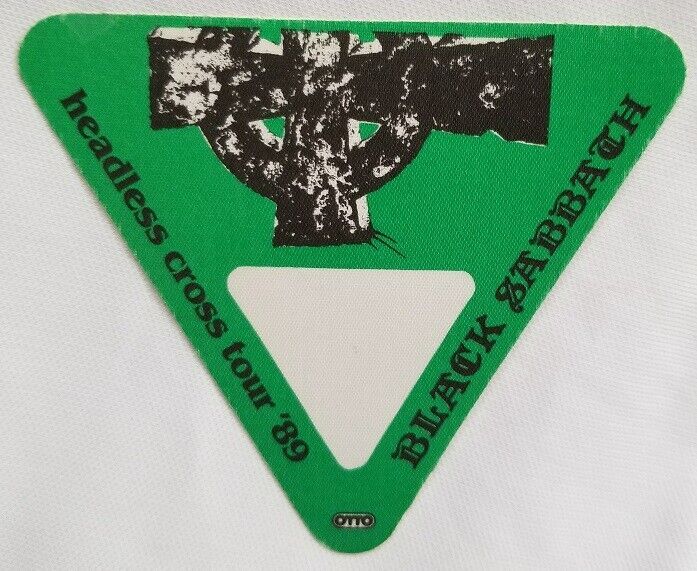 headless cross tour '89
BLACK SABBATH
OTTO